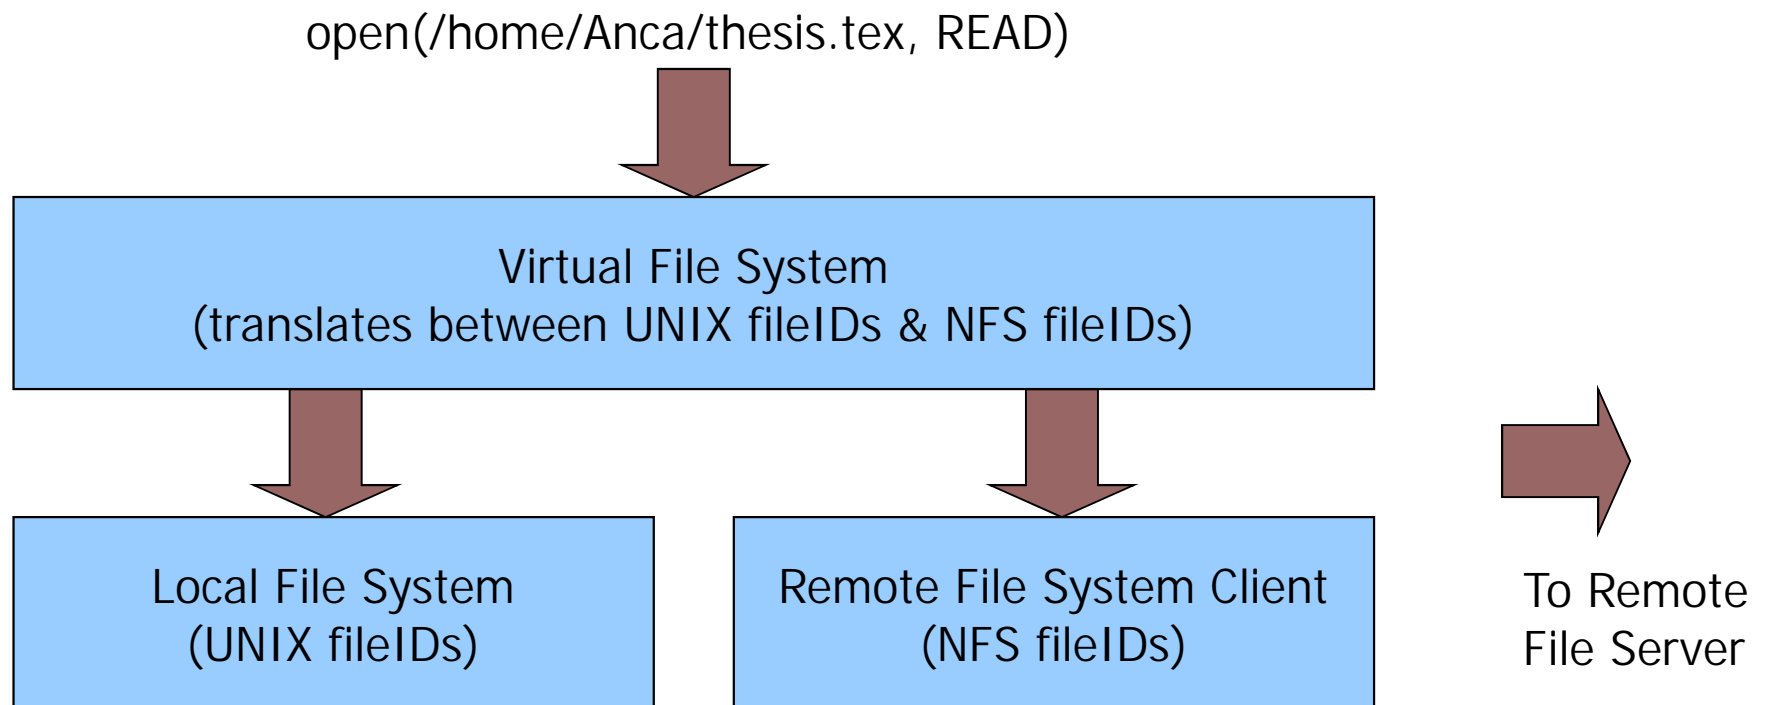 open(/home/Anca/thesis.tex, READ)
Virtual File System
(translates between UNIX fileIDs & NFS fileIDs)
Local File System
(UNIX fileIDs)
Remote File System Client
(NFS fileIDs)
To Remote
File Server